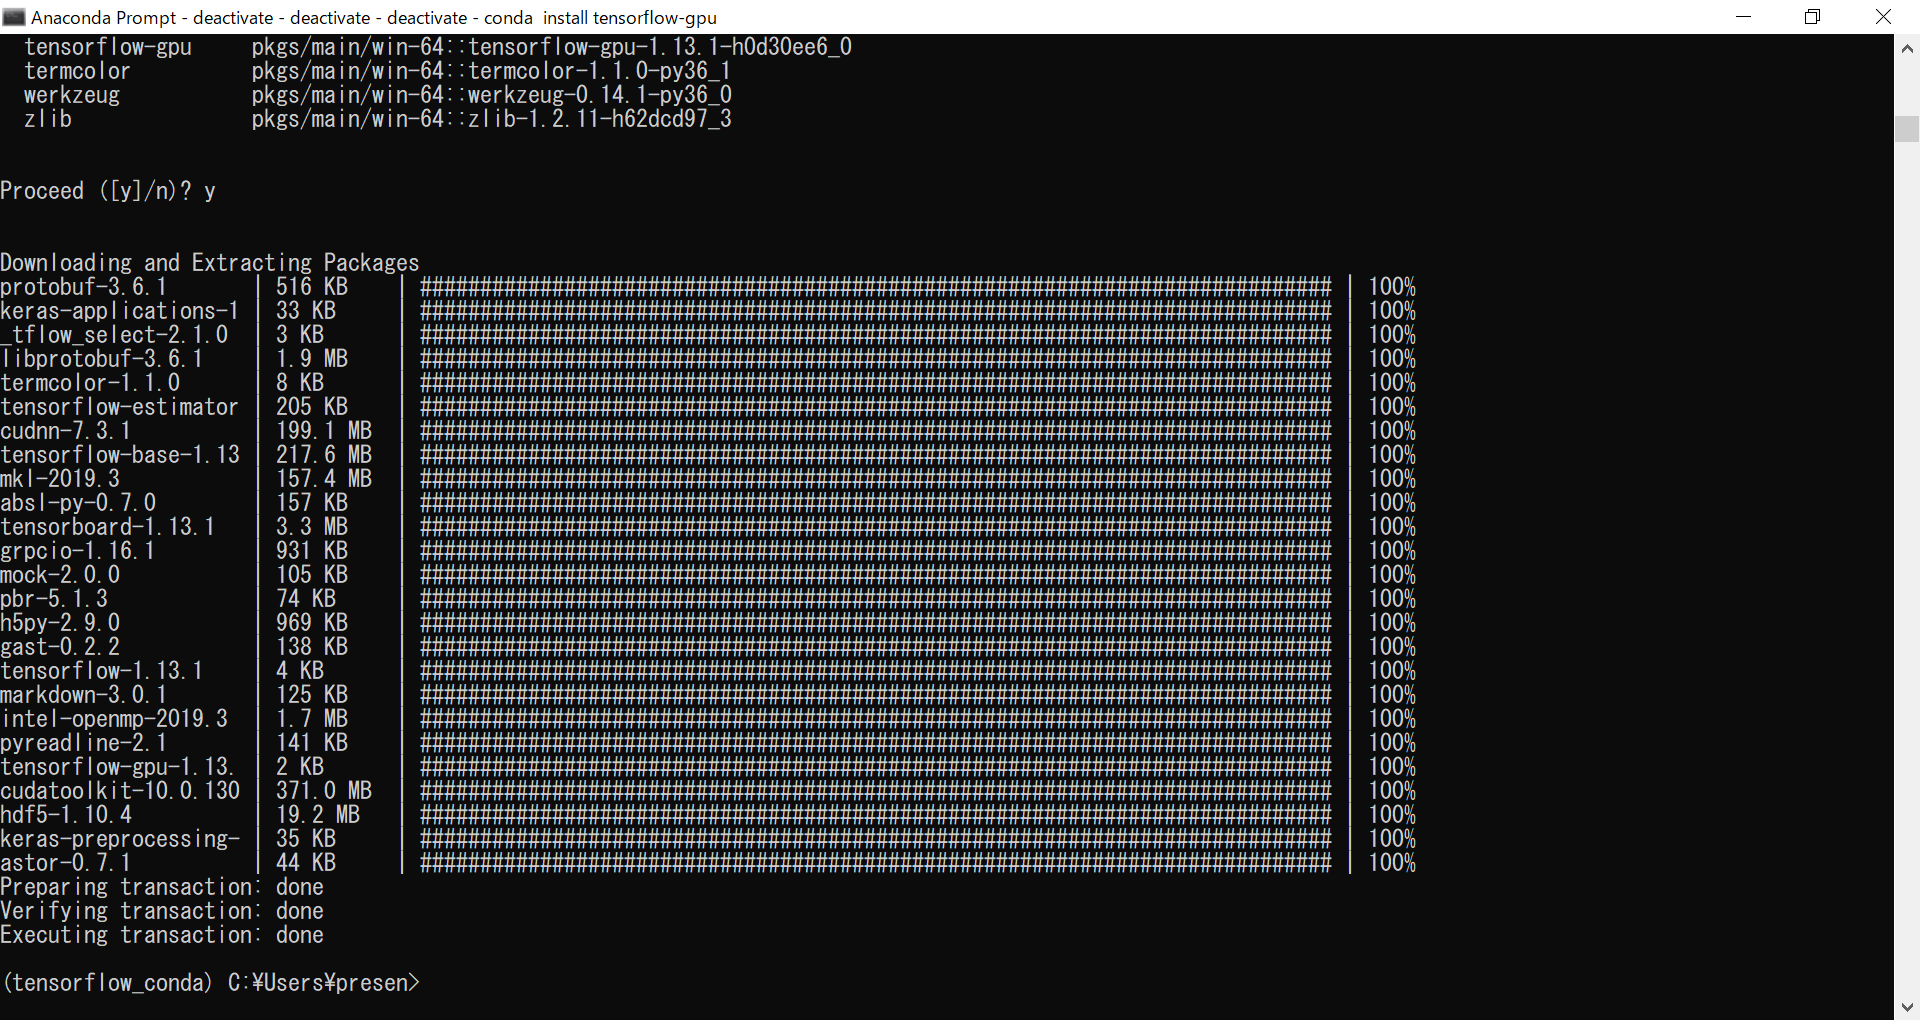 Anaconda Prompt - deactivate - deactivate - deactivate - conda  install tensorflow-gpu
tensorflow-gpu     pkgs/main/win-64::tensorflow-gpu-1.13.1-h0d30ee6_0
termcolor          pkgs/main/win-64::termcolor-1.1.0-py36_1
werkzeug           pkgs/main/win-64::werkzeug-0.14.1-py36_0
zlib               pkgs/main/win-64::zlib-1.2.11-h62dcd97_3
Proceed ([y]/n)? y
Downloading and Extracting Packages
protobuf-3.6.1       | 516 KB    | ############################################################################ | 100%
keras-applications-1 | 33 KB     | ############################################################################ | 100%
_tflow_select-2.1.0  | 3 KB      | ############################################################################ | 100%
libprotobuf-3.6.1    | 1.9 MB    | ############################################################################ | 100%
termcolor-1.1.0      | 8 KB      | ############################################################################ | 100%
tensorflow-estimator | 205 KB    | ############################################################################ | 100%
cudnn-7.3.1          | 199.1 MB  | ############################################################################ | 100%
tensorflow-base-1.13 | 217.6 MB  | ############################################################################ | 100%
mkl-2019.3           | 157.4 MB  | ############################################################################ | 100%
absl-py-0.7.0        | 157 KB    | ############################################################################ | 100%
tensorboard-1.13.1   | 3.3 MB    | ############################################################################ | 100%
grpcio-1.16.1        | 931 KB    | ############################################################################ | 100%
mock-2.0.0           | 105 KB    | ############################################################################ | 100%
pbr-5.1.3            | 74 KB     | ############################################################################ | 100%
h5py-2.9.0           | 969 KB    | ############################################################################ | 100%
gast-0.2.2           | 138 KB    | ############################################################################ | 100%
tensorflow-1.13.1    | 4 KB      | ############################################################################ | 100%
markdown-3.0.1       | 125 KB    | ############################################################################ | 100%
intel-openmp-2019.3  | 1.7 MB    | ############################################################################ | 100%
pyreadline-2.1       | 141 KB    | ############################################################################ | 100%
tensorflow-gpu-1.13. | 2 KB      | ############################################################################ | 100%
cudatoolkit-10.0.130 | 371.0 MB  | ############################################################################ | 100%
hdf5-1.10.4          | 19.2 MB   | ############################################################################ | 100%
keras-preprocessing- | 35 KB     | ############################################################################ | 100%
astor-0.7.1          | 44 KB     | ############################################################################ | 100%
Preparing transaction: done
Verifying transaction: done
Executing transaction: done
(tensorflow_conda) C:¥Users¥presen>